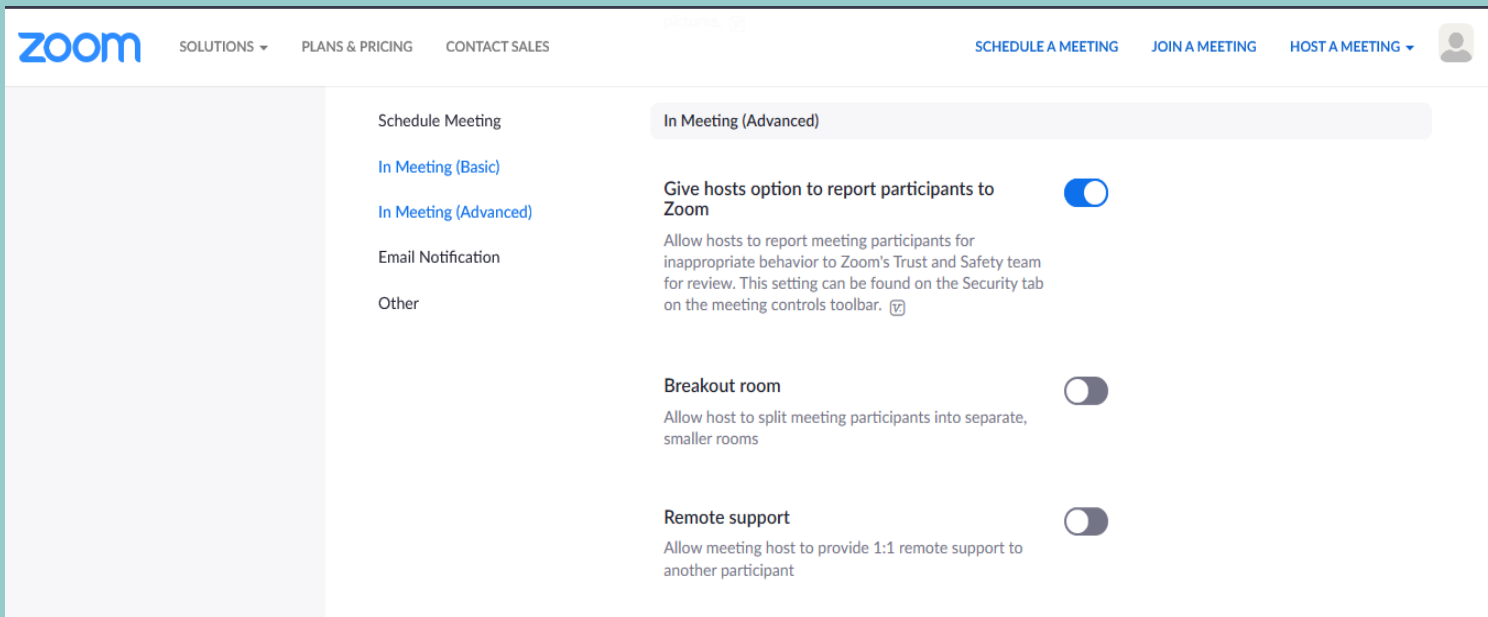 zoom SOLUTIONS PLANS & PRICING CONTACT SALES SCHEDULE A MEETING JOIN A MEETING HOST A MEETING
Schedule Meeting
In Meeting (Basic)
In Meeting (Advanced)
Email Notification
Other
In Meeting (Advanced)
Give hosts option to report participants to
Zoom
Allow hosts to report meeting participants for
inappropriate behavior to Zoom's Trust and Safety team
for review. This setting can be found on the Security tab
on the meeting controls toolbar.
Breakout room
Allow host to split meeting participants into separate,
smaller rooms
Remote support
Allow meeting host to provide 1:1 remote support to
another participant